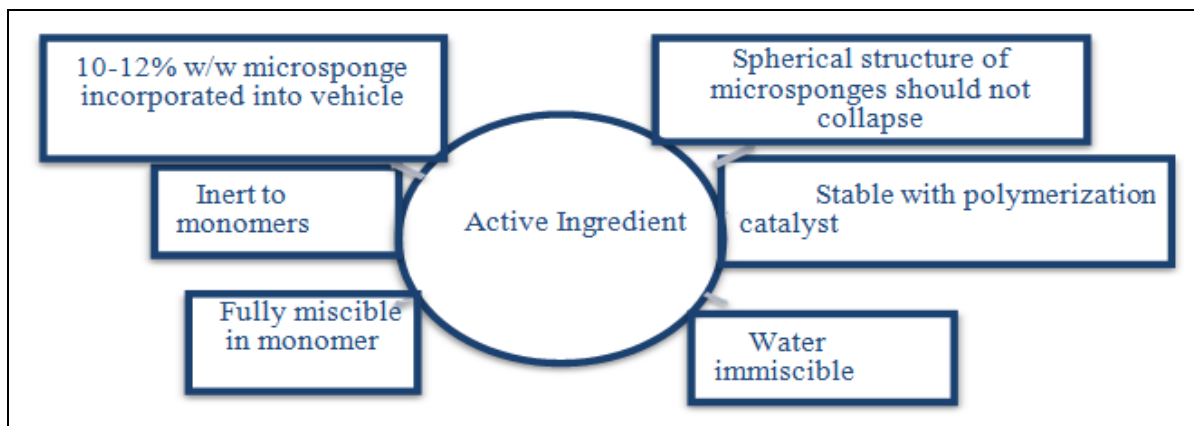 10-12% w/w microsponge
incorporated into vehicle
Spherical structure of
microsponges should not
collapse
Inert to
monomers
Active Ingredient
Stable with polymerization
catalyst
Fully miscible
in monomer
Water
immiscible